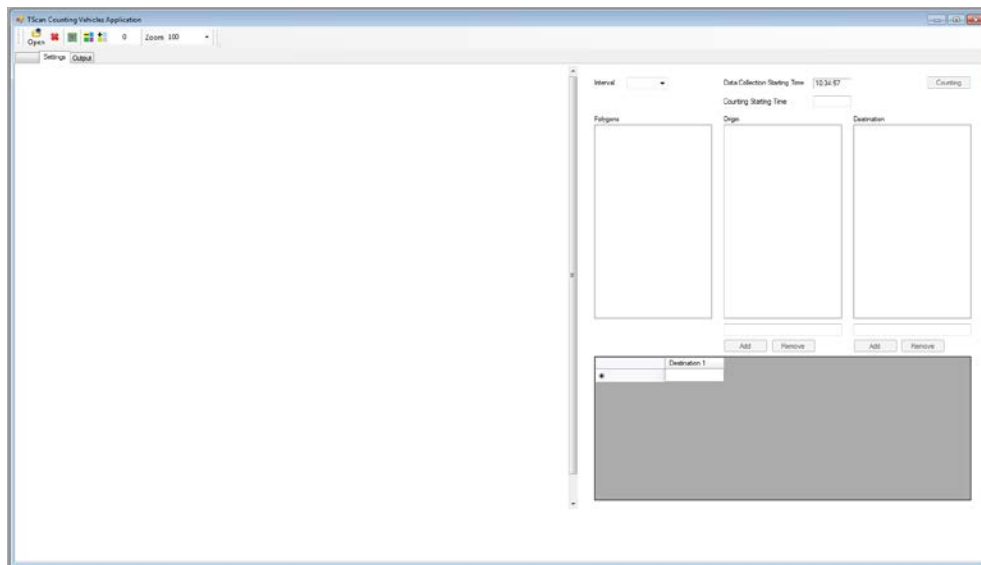 TScan Counting Vehicles Application
Open 0 Zoom 100
Settings Output
Interval Data Collection Starting Time 10:34:57 Counting
Counting Starting Time
Polygons Origin Destination
Add Remove Add Remove
Destination 1